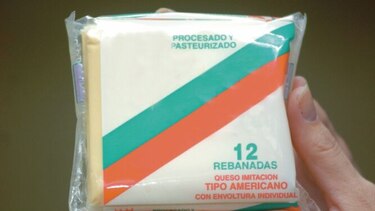 PROCESADO Y
PASTEURIZADO
12
REBANADAS
QUESO IMITACION
TIPO AMERICANO
CON ENVOLTURA INDIVIDUAL